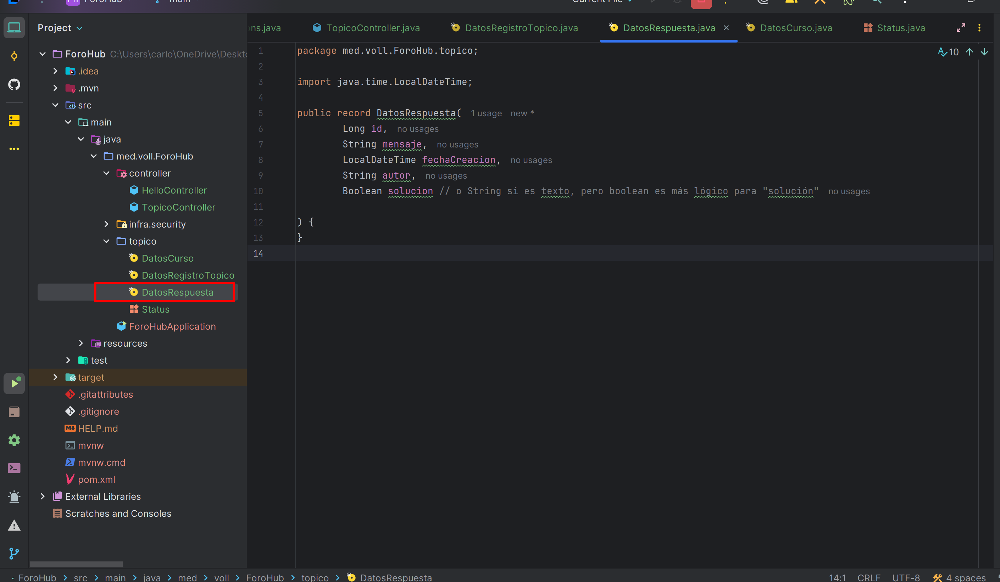 ForoHub
main
Current File
Project
ns.java
TopicoController.java
DatosRegistroTopico.java
DatosRespuesta.java
DatosCurso.java
Status.java
ForoHub C:\Users\carlo\OneDrive\Deskto
.idea
.mvn
src
main
java
med.voll.ForoHub
controller
HelloController
TopicoController
infra.security
topico
DatosCurso
DatosRegistroTopico
DatosRespuesta
Status
ForoHubApplication
resources
test
target
.gitattributes
.gitignore
HELP.md
mvnw
mvnw.cmd
pom.xml
External Libraries
Scratches and Consoles
10
1 package med.voll.ForoHub.topico;
2
3 import java.time.LocalDateTime;
4
5 public record DatosRespuesta( 1 usage new *
6 Long id, no usages
7 String mensaje, no usages
8 LocalDateTime fechaCreacion, no usages
9 String autor, no usages
10 Boolean solucion // o String si es texto, pero boolean es más lógico para "solución" no usages
11
12 ) {
13 }
14
ForoHub > src > main > java > med > voll > ForoHub > topico > DatosRespuesta
14:1 CRLF UTF-8 4 spaces